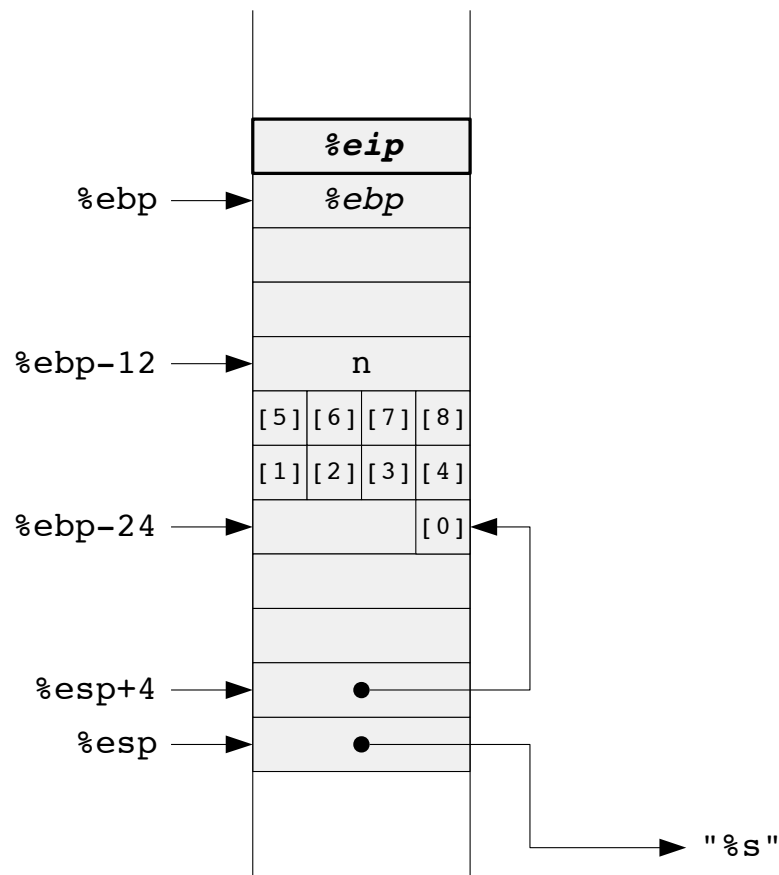 %eip
%ebp %ebp
%ebp-12 n
[5] [6] [7] [8]
[1] [2] [3] [4]
%ebp-24 [0]
%esp+4
%esp
"%s"